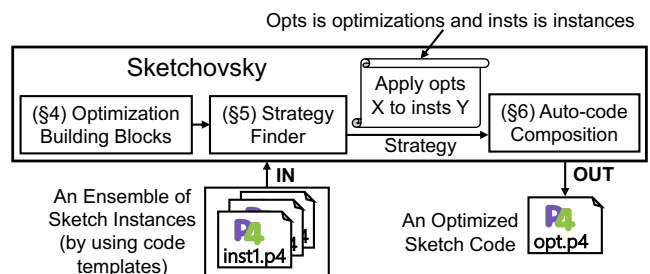 Opts is optimizations and insts is instances
Sketchovsky
(§4) Optimization
Building Blocks
(§5) Strategy
Finder
Apply opts
X to insts Y
Strategy
(§6) Auto-code
Composition
IN
OUT
An Ensemble of
Sketch Instances
(by using code
templates)
P4
inst1.p4
An Optimized
Sketch Code
P4
opt.p4